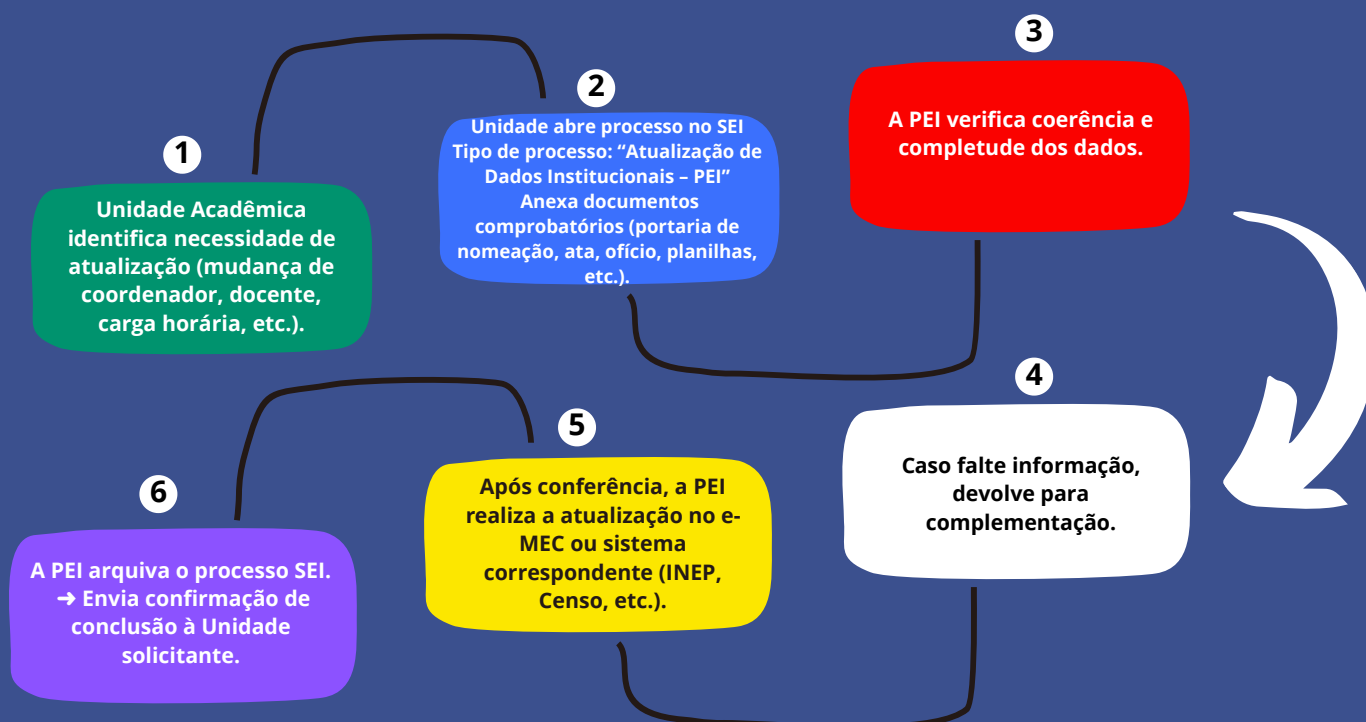 1
Unidade Acadêmica
identifica necessidade de
atualização (mudança de
coordenador, docente,
carga horária, etc.).
2
Unidade abre processo no SEI
Tipo de processo: “Atualização de
Dados Institucionais – PEI”
Anexa documentos
comprobatórios (portaria de
nomeação, ata, ofício, planilhas,
etc.).
3
A PEI verifica coerência e
completude dos dados.
4
Caso falte informação,
devolve para
complementação.
5
Após conferência, a PEI
realiza a atualização no e-
MEC ou sistema
correspondente (INEP,
Censo, etc.).
6
A PEI arquiva o processo SEI.
➜ Envia confirmação de
conclusão à Unidade
solicitante.